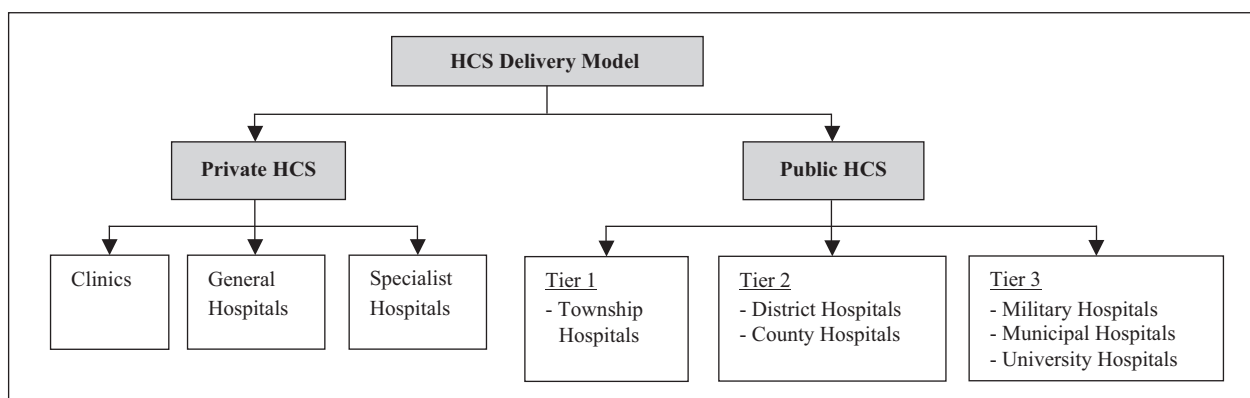 HCS Delivery Model
Private HCS
Public HCS
Clinics
General
Hospitals
Specialist
Hospitals
Tier 1
- Township
Hospitals
Tier 2
- District Hospitals
- County Hospitals
Tier 3
- Military Hospitals
- Municipal Hospitals
- University Hospitals